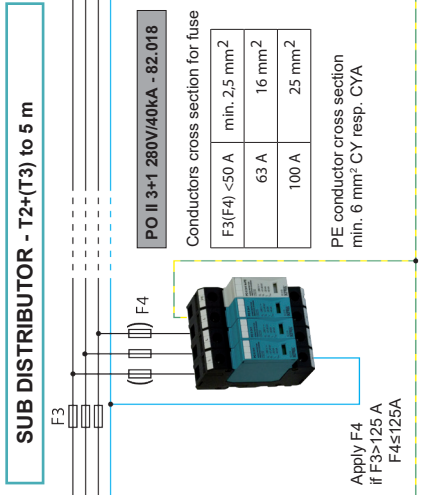 SUB DISTRIBUTOR - T2+(T3) to 5 m
F3
F4
PO II 3+1 280V/40kA - 82.018
Conductors cross section for fuse
F3(F4) <50 A min. 2,5 mm²
63 A 16 mm²
100 A 25 mm²
PE conductor cross section
min. 6 mm² CY resp. CYA
Apply F4
if F3>125 A
F4≤125A